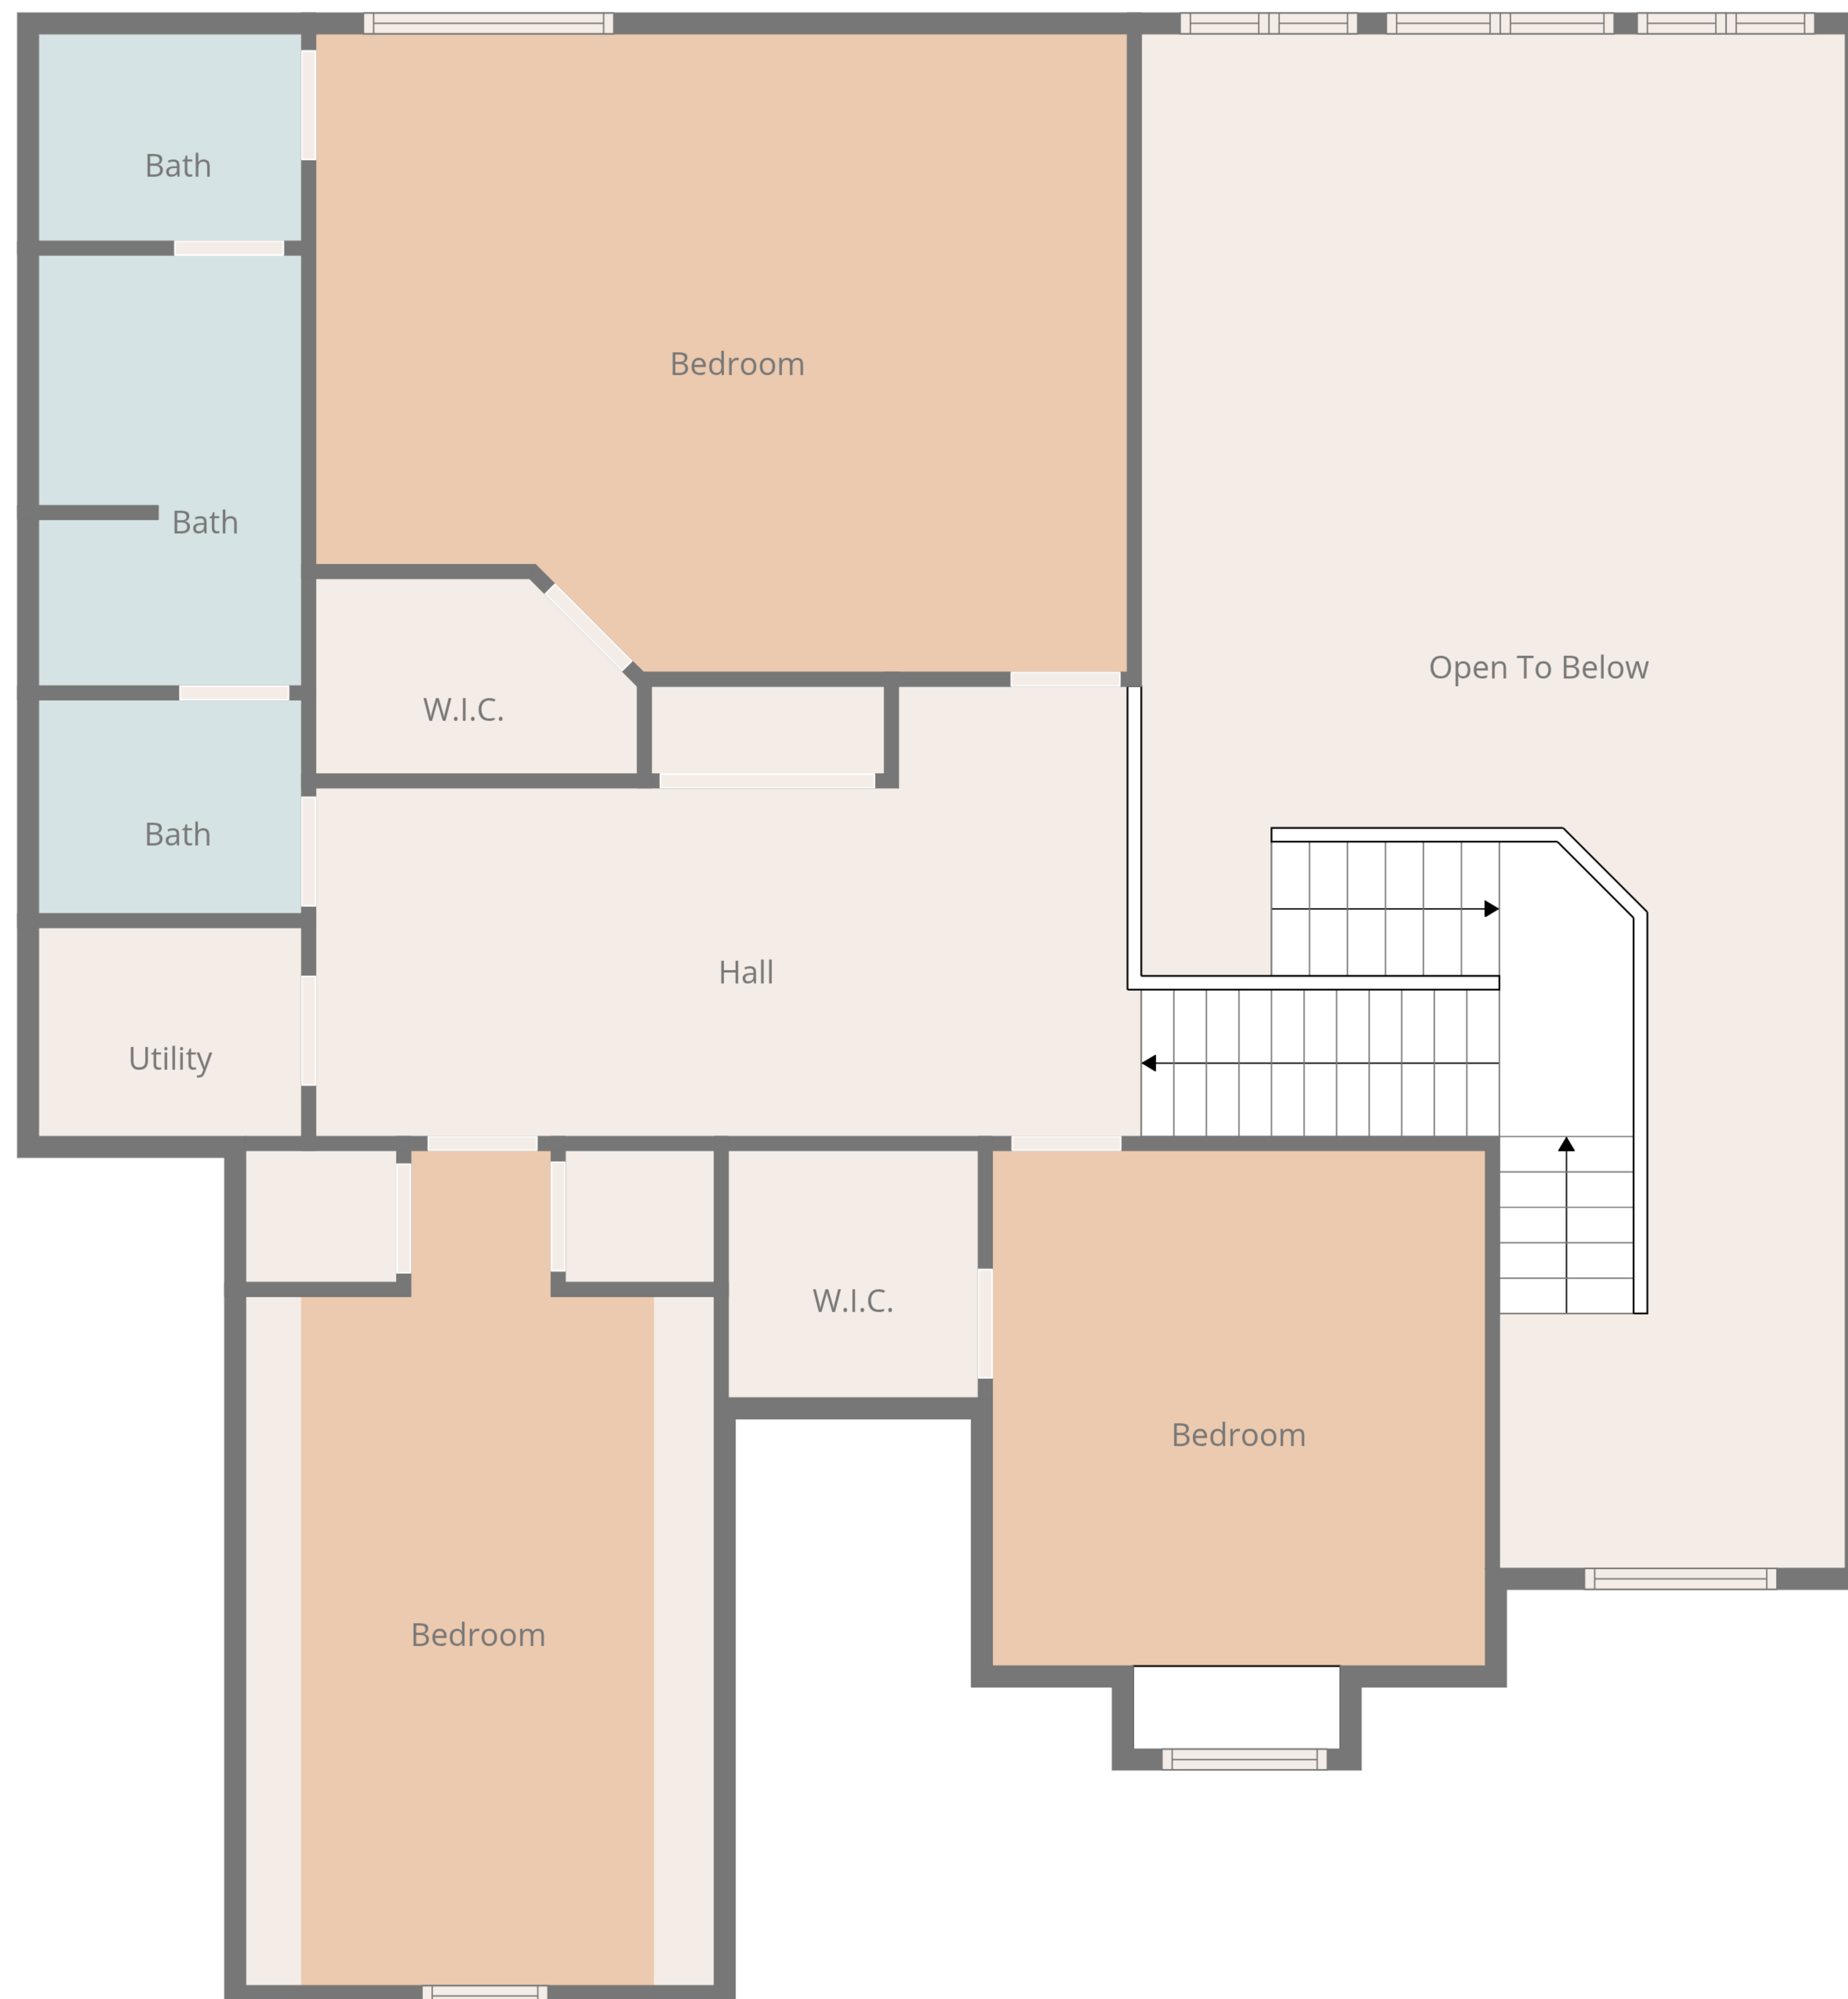 Bath
Bedroom
Bath
Open To Below
W.I.C.
Bath
Hall
Utility
W.I.C.
Bedroom
Bedroom